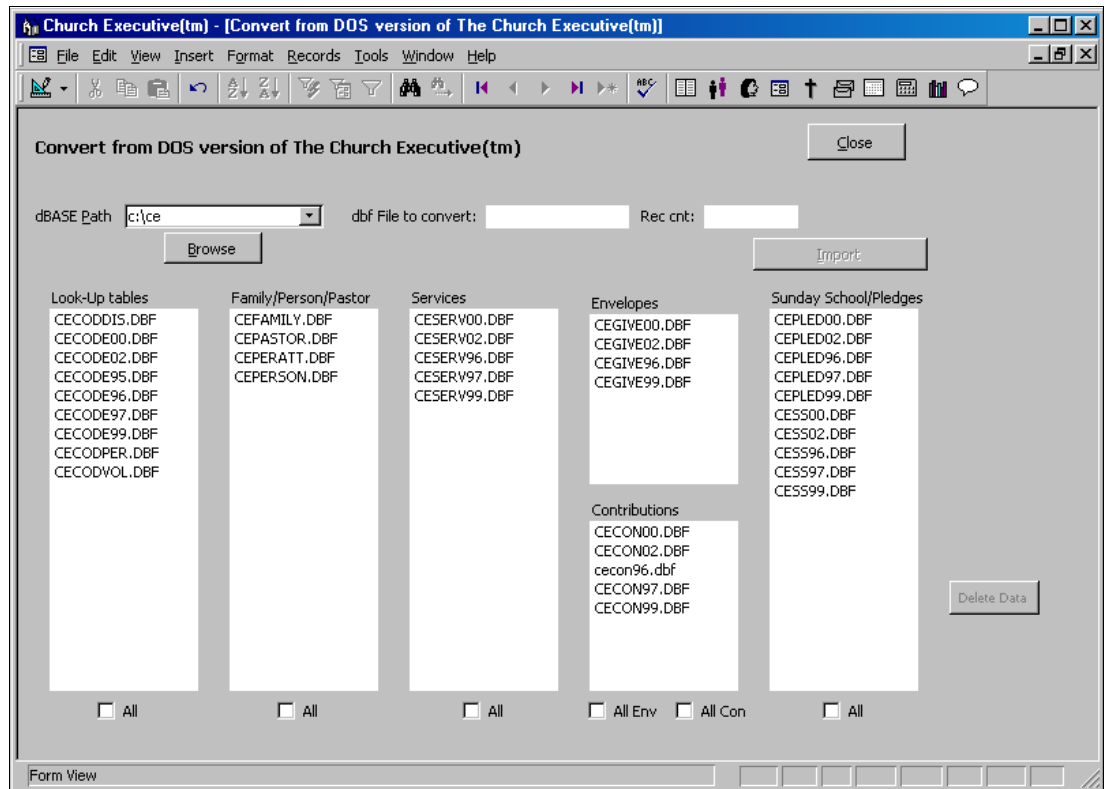 Church Executive(tm) - [Convert from DOS version of The Church Executive(tm)]
File Edit View Insert Format Records Tools Window Help
ABC
Convert from DOS version of The Church Executive(tm)
Close
dBASE Path c:\ce dbf File to convert: Rec cnt:
Browse
Import
Look-Up tables
CECODDIS.DBF
CECODE00.DBF
CECODE02.DBF
CECODE95.DBF
CECODE96.DBF
CECODE97.DBF
CECODE99.DBF
CECODPER.DBF
CECODVOL.DBF
All
Family/Person/Pastor
CEFAMILY.DBF
CEPASTOR.DBF
CEPERATT.DBF
CEPERSON.DBF
All
Services
CESERV00.DBF
CESERV02.DBF
CESERV96.DBF
CESERV97.DBF
CESERV99.DBF
All
Envelopes
CEGIVE00.DBF
CEGIVE02.DBF
CEGIVE96.DBF
CEGIVE99.DBF
Contributions
CECON00.DBF
CECON02.DBF
cecon96.dbf
CECON97.DBF
CECON99.DBF
All Env All Con
Sunday School/Pledges
CEPLED00.DBF
CEPLED02.DBF
CEPLED96.DBF
CEPLED97.DBF
CEPLED99.DBF
CESS00.DBF
CESS02.DBF
CESS96.DBF
CESS97.DBF
CESS99.DBF
All
Delete Data
Form View